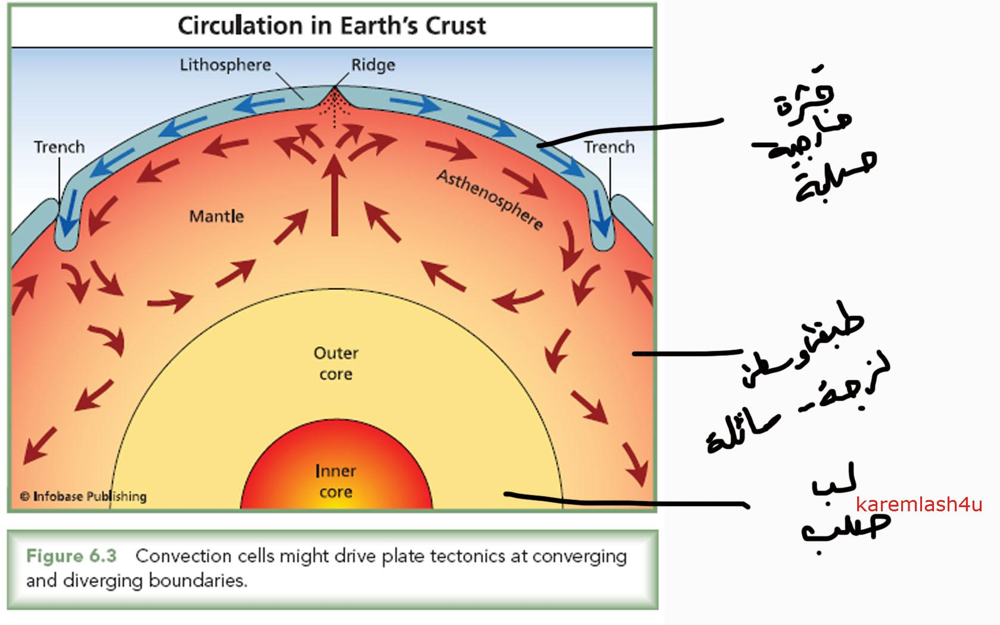 Circulation in Earth's Crust
Lithosphere
Ridge
Trench
Trench
Asthenosphere
Mantle
Outer
core
Inner
core
© Infobase Publishing
قشرة
خارجية
صلبة
طبقة وسطى
لزجة - سائلة
لب
صلب
karemlash4u
Figure 6.3 Convection cells might drive plate tectonics at converging
and diverging boundaries.